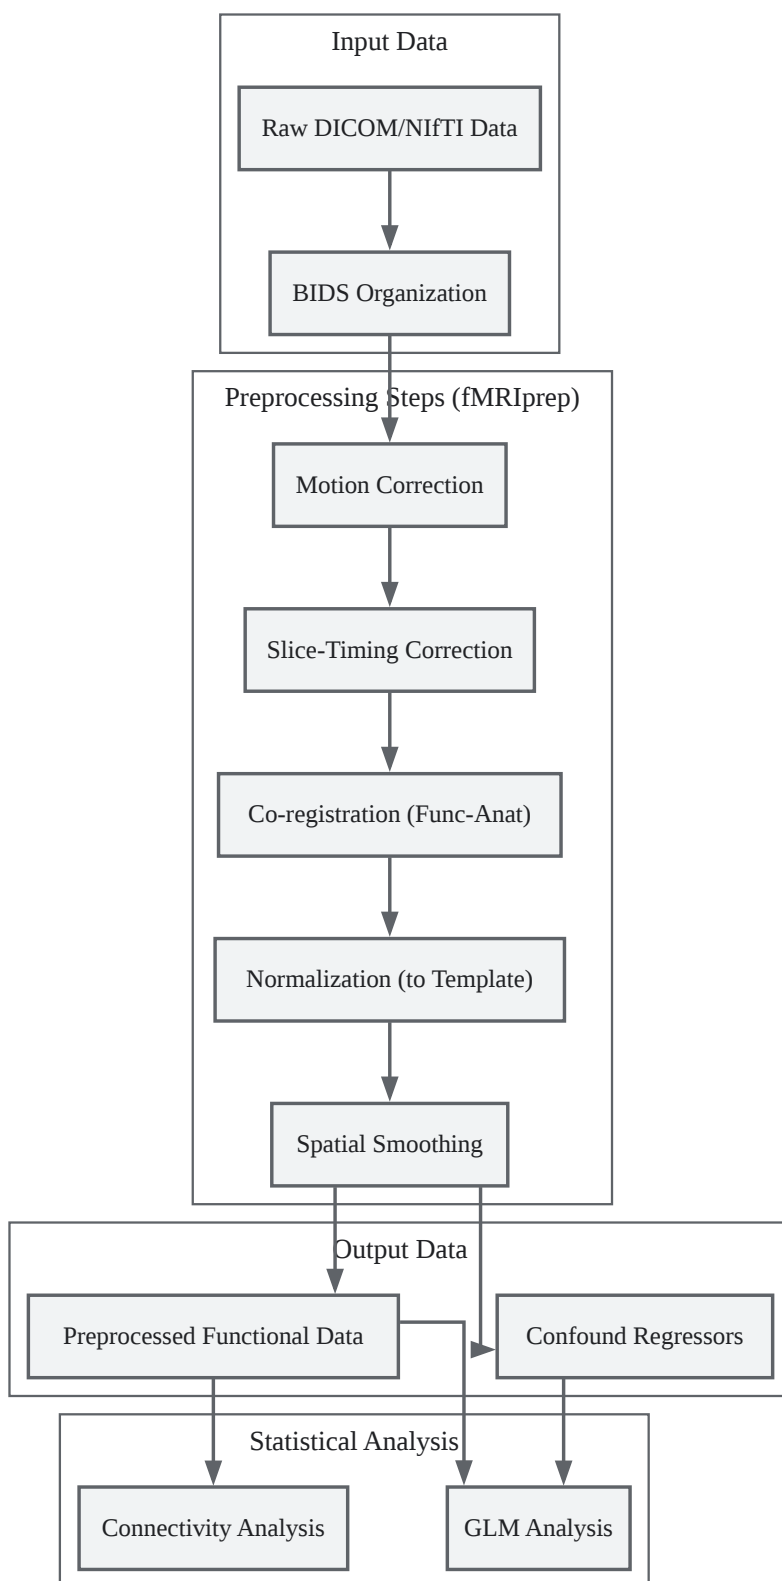 Input Data
Raw DICOM/NIfTI Data
BIDS Organization
Preprocessing Steps (fMRIprep)
Motion Correction
Slice-Timing Correction
Co-registration (Func-Anat)
Normalization (to Template)
Spatial Smoothing
Output Data
Preprocessed Functional Data
Confound Regressors
Statistical Analysis
Connectivity Analysis
GLM Analysis